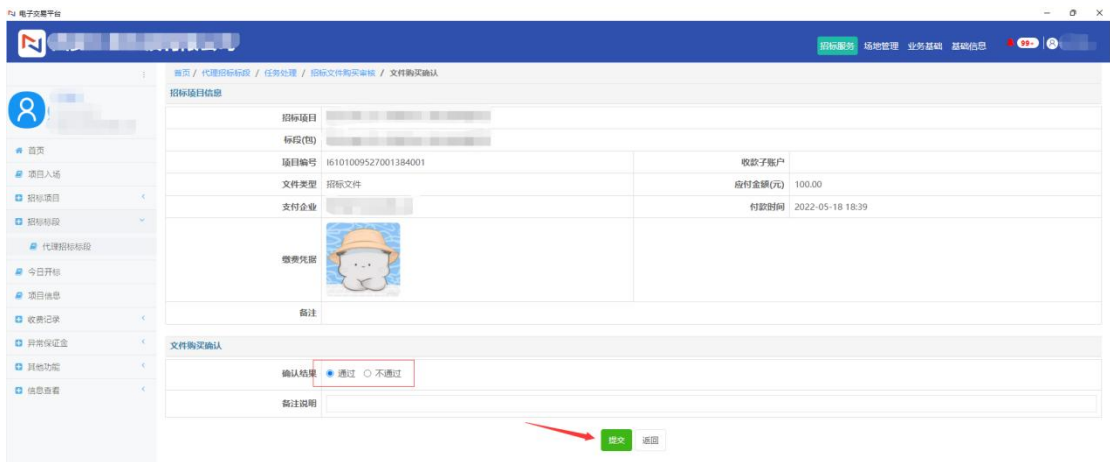 电子交易平台
招标服务 场地管理 业务基础 基础信息 99+
首页 / 代理招标标段 / 任务处理 / 招标文件购买审核 / 文件购买确认
招标项目信息
首页
项目入场
招标项目
招标标段
代理招标标段
今日开标
项目信息
收费记录
异常保证金
其他功能
信息查看
招标项目
标段(包)
项目编号 I6101009527001384001 收款子账户
文件类型 招标文件 应付金额(元) 100.00
支付企业 付款时间 2022-05-18 18:39
缴费凭据
备注
文件购买确认
确认结果 通过 不通过
备注说明
提交 返回